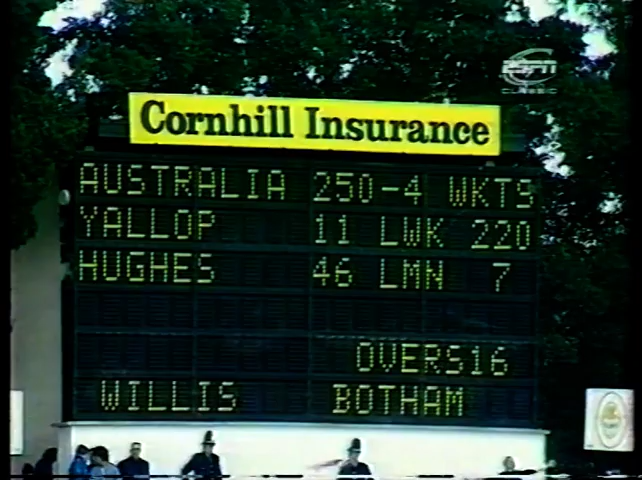 ESPN
CLASSIC
Cornhill Insurance
AUSTRALIA 250-4 WKTS
YALLOP 11 LWK 220
HUGHES 46 LMN 7
OVERS16
WILLIS BOTHAM